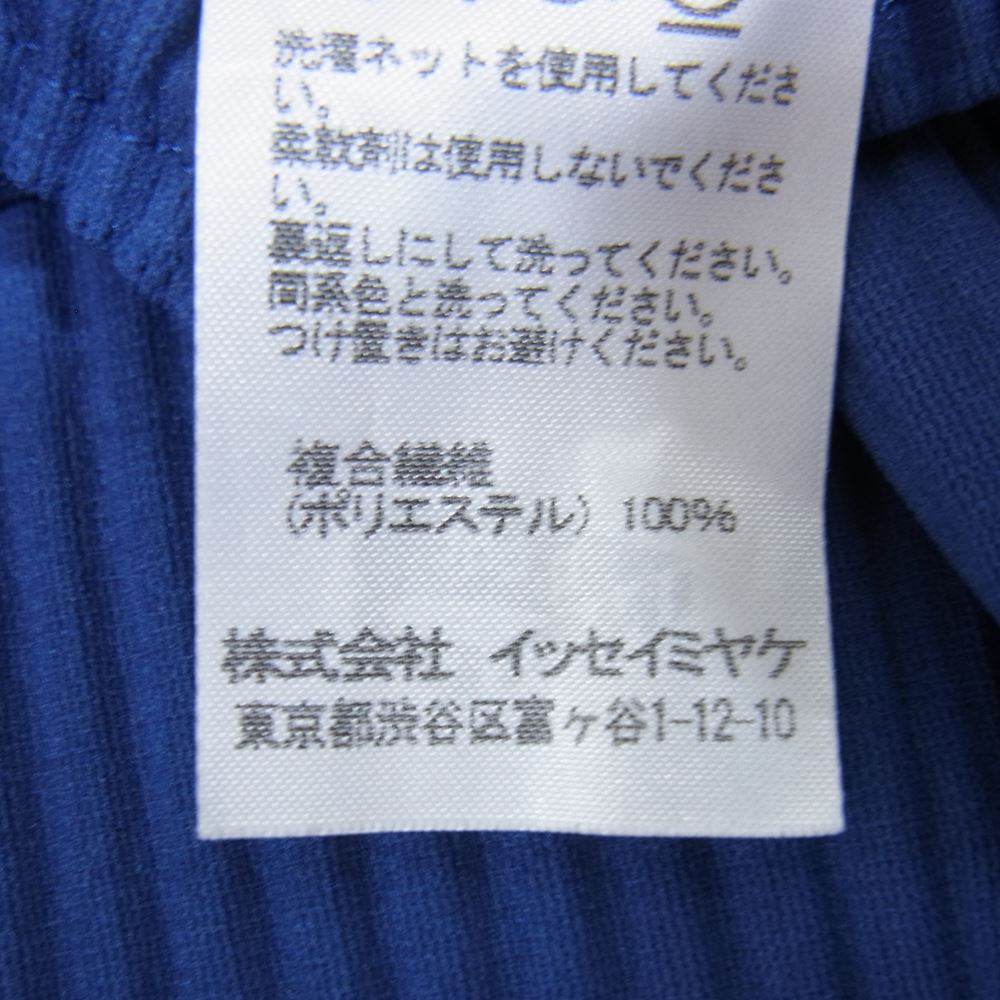 洗濯ネットを使用してくださ
い。
柔軟剤は使用しないでくださ
い。
裏返しにして洗ってください。
同系色と洗ってください。
つけ置きはお避けください。
複合繊維
(ポリエステル) 100%
株式会社 イッセイミヤケ
東京都渋谷区富ヶ谷1-12-10